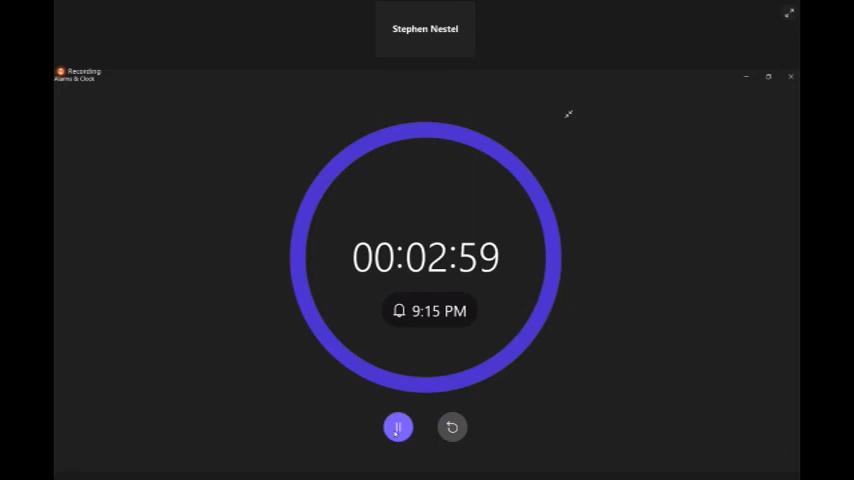 Stephen Nestel
Recording
Alarms & Clock
00:02:59
9:15 PM